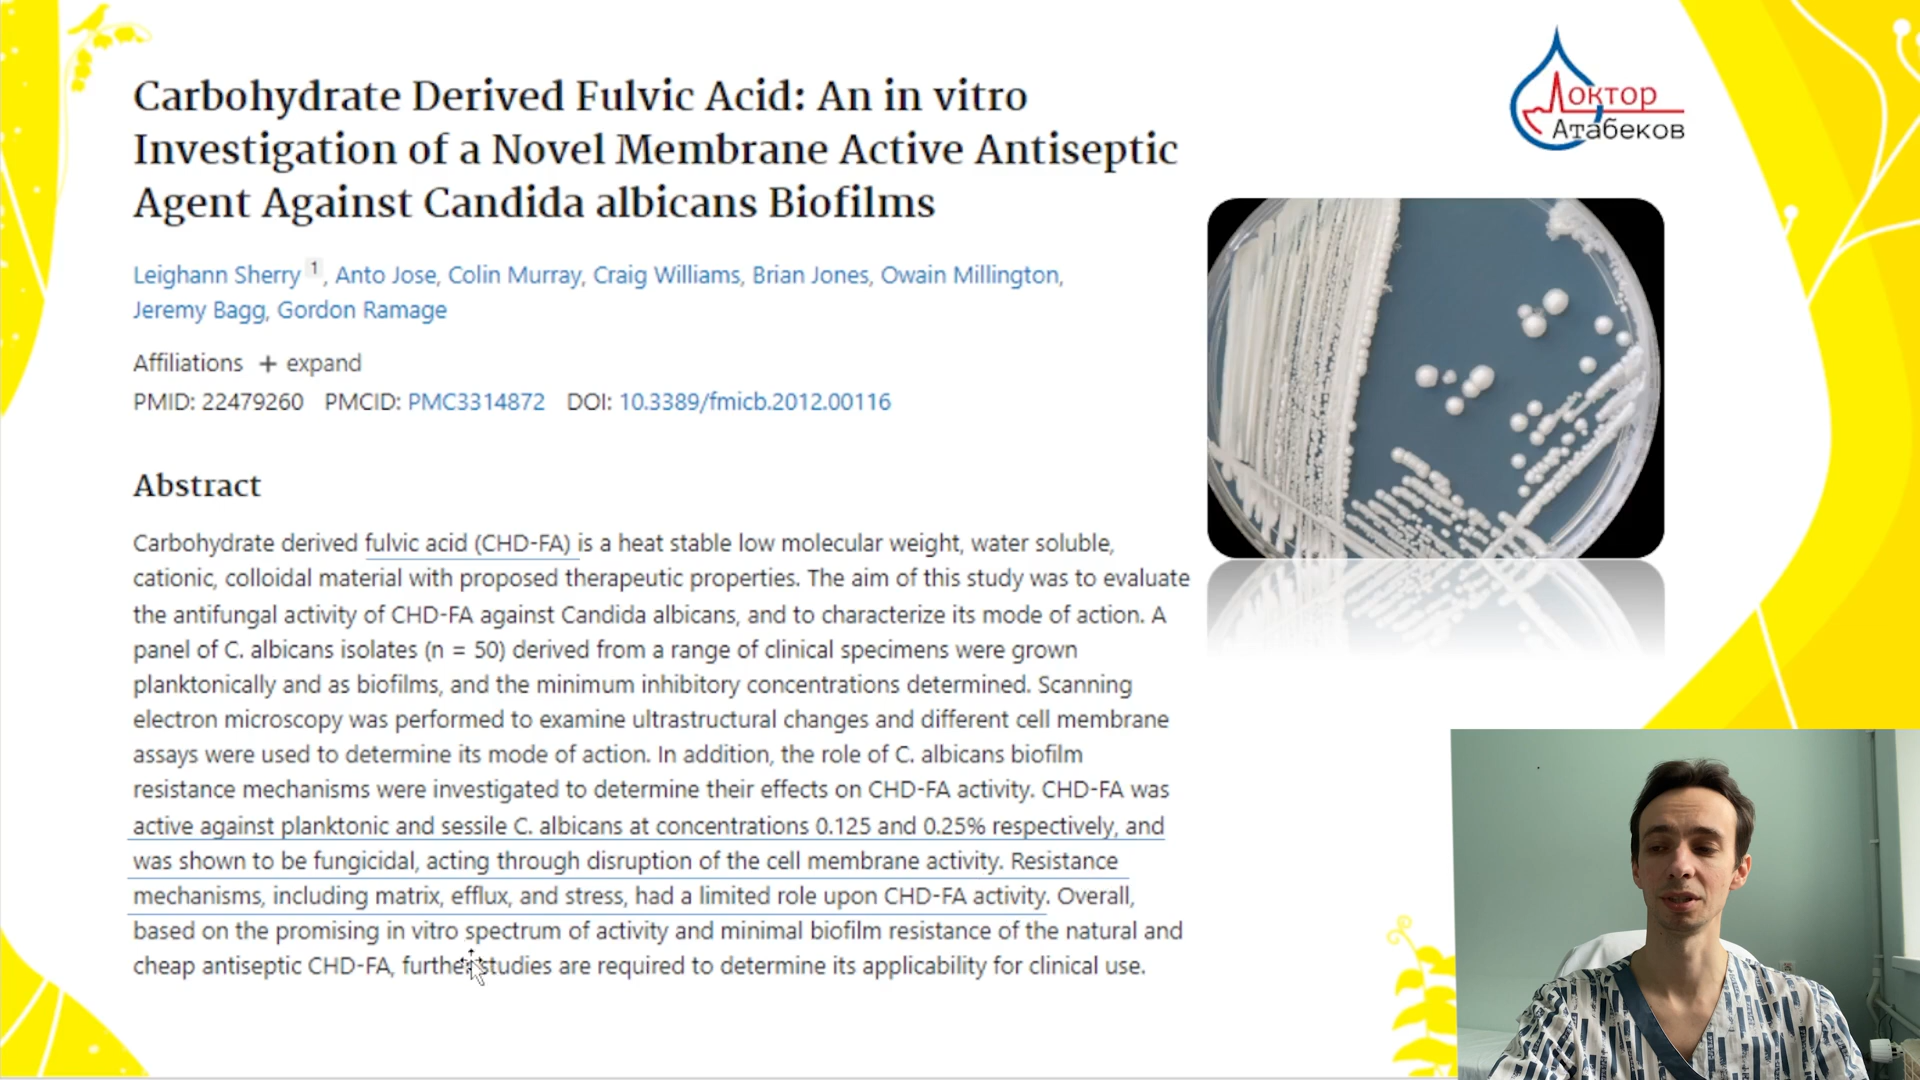 Carbohydrate Derived Fulvic Acid: An in vitro
Investigation of a Novel Membrane Active Antiseptic
Agent Against Candida albicans Biofilms
Leighann Sherry 1, Anto Jose, Colin Murray, Craig Williams, Brian Jones, Owain Millington,
Jeremy Bagg, Gordon Ramage
Affiliations + expand
PMID: 22479260 PMCID: PMC3314872 DOI: 10.3389/fmicb.2012.00116
Abstract
Carbohydrate derived fulvic acid (CHD-FA) is a heat stable low molecular weight, water soluble,
cationic, colloidal material with proposed therapeutic properties. The aim of this study was to evaluate
the antifungal activity of CHD-FA against Candida albicans, and to characterize its mode of action. A
panel of C. albicans isolates (n = 50) derived from a range of clinical specimens were grown
planktonically and as biofilms, and the minimum inhibitory concentrations determined. Scanning
electron microscopy was performed to examine ultrastructural changes and different cell membrane
assays were used to determine its mode of action. In addition, the role of C. albicans biofilm
resistance mechanisms were investigated to determine their effects on CHD-FA activity. CHD-FA was
active against planktonic and sessile C. albicans at concentrations 0.125 and 0.25% respectively, and
was shown to be fungicidal, acting through disruption of the cell membrane activity. Resistance
mechanisms, including matrix, efflux, and stress, had a limited role upon CHD-FA activity. Overall,
based on the promising in vitro spectrum of activity and minimal biofilm resistance of the natural and
cheap antiseptic CHD-FA, further studies are required to determine its applicability for clinical use.
Доктор
Атабеков